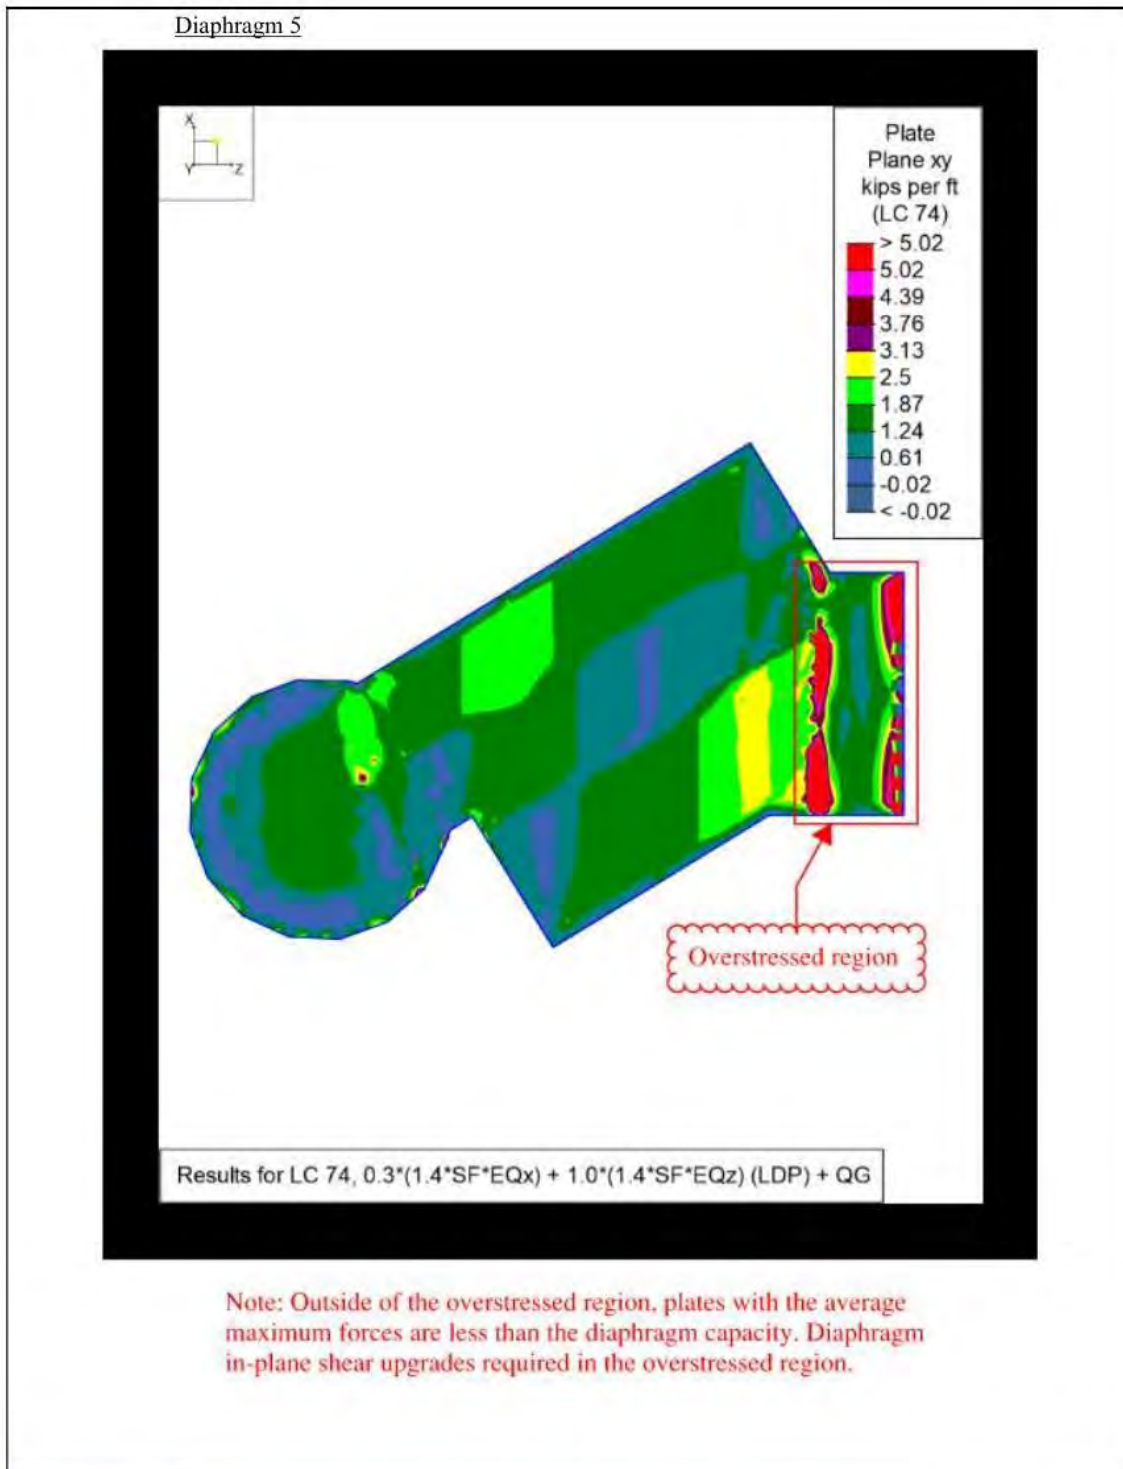 Diaphragm 5
X
Y
Z
Plate
Plane xy
kips per ft
(LC 74)
> 5.02
5.02
4.39
3.76
3.13
2.5
1.87
1.24
0.61
-0.02
< -0.02
Overstressed region
Results for LC 74, 0.3*(1.4*SF*EQx) + 1.0*(1.4*SF*EQz) (LDP) + QG
Note: Outside of the overstressed region, plates with the average
maximum forces are less than the diaphragm capacity. Diaphragm
in-plane shear upgrades required in the overstressed region.